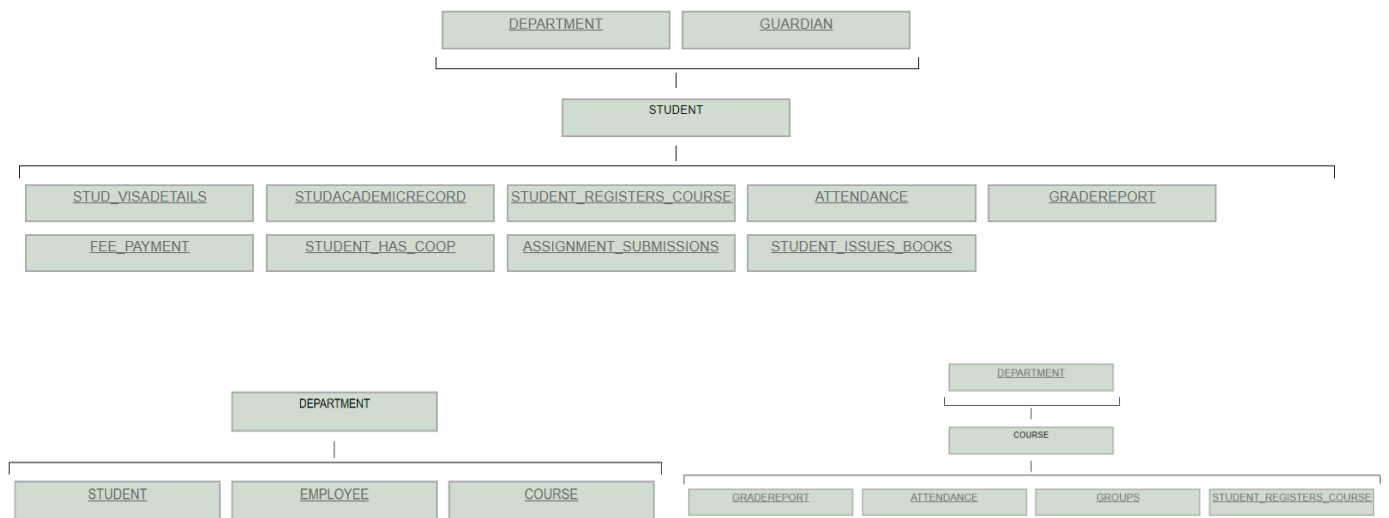 DEPARTMENT GUARDIAN
STUDENT
STUD_VISADETAILS STUDACADEMICRECORD STUDENT_REGISTERS_COURSE ATTENDANCE GRADEREPORT
FEE_PAYMENT STUDENT_HAS_COOP ASSIGNMENT_SUBMISSIONS STUDENT_ISSUES_BOOKS
DEPARTMENT
STUDENT EMPLOYEE COURSE
DEPARTMENT
COURSE
GRADEREPORT ATTENDANCE GROUPS STUDENT_REGISTERS_COURSE